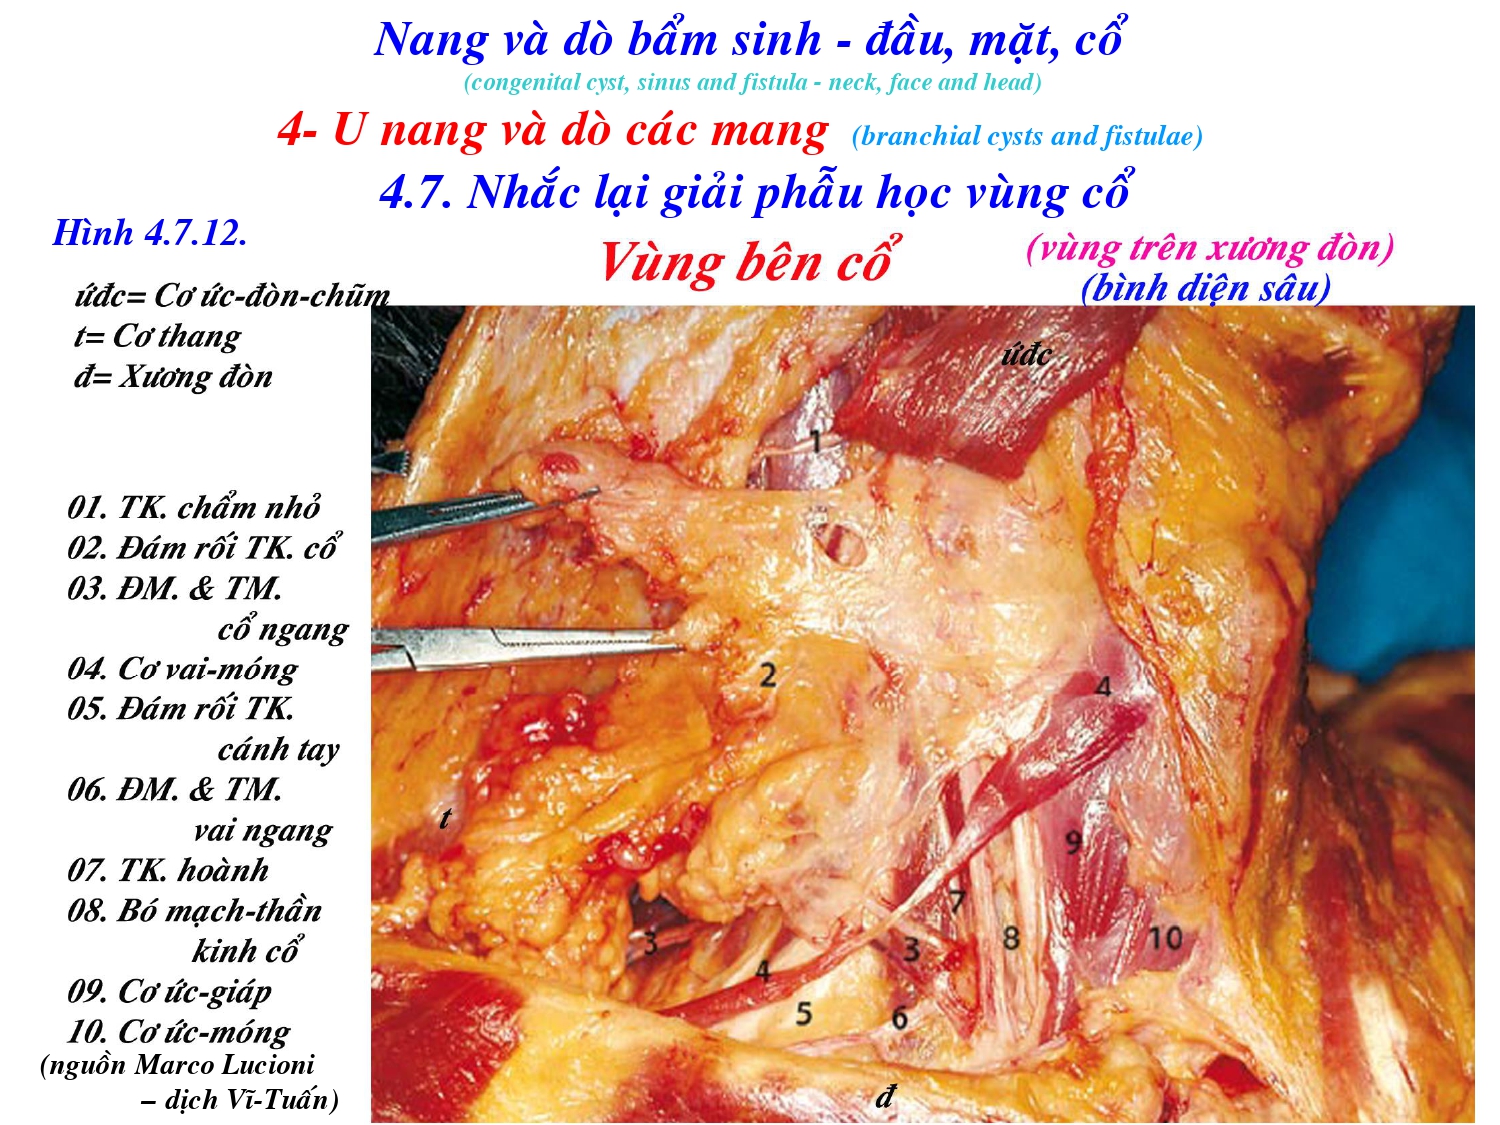 Nang và dò bẩm sinh - đầu, mặt, cổ
(congenital cyst, sinus and fistula - neck, face and head)
4- U nang và dò các mang (branchial cysts and fistulae)
4.7. Nhắc lại giải phẫu học vùng cổ
Hình 4.7.12.
Vùng bên cổ
(vùng trên xương đòn)
(bình diện sâu)
ứđc= Cơ ức-đòn-chũm
t= Cơ thang
đ= Xương đòn
01. TK. chẩm nhỏ
02. Đám rối TK. cổ
03. ĐM. & TM.
cổ ngang
04. Cơ vai-móng
05. Đám rối TK.
cánh tay
06. ĐM. & TM.
vai ngang
07. TK. hoành
08. Bó mạch-thần
kinh cổ
09. Cơ ức-giáp
10. Cơ ức-móng
(nguồn Marco Lucioni
– dịch Vĩ-Tuấn)
ứđc
1
2
4
t
9
7
3
3
8
10
4
5
6
đ